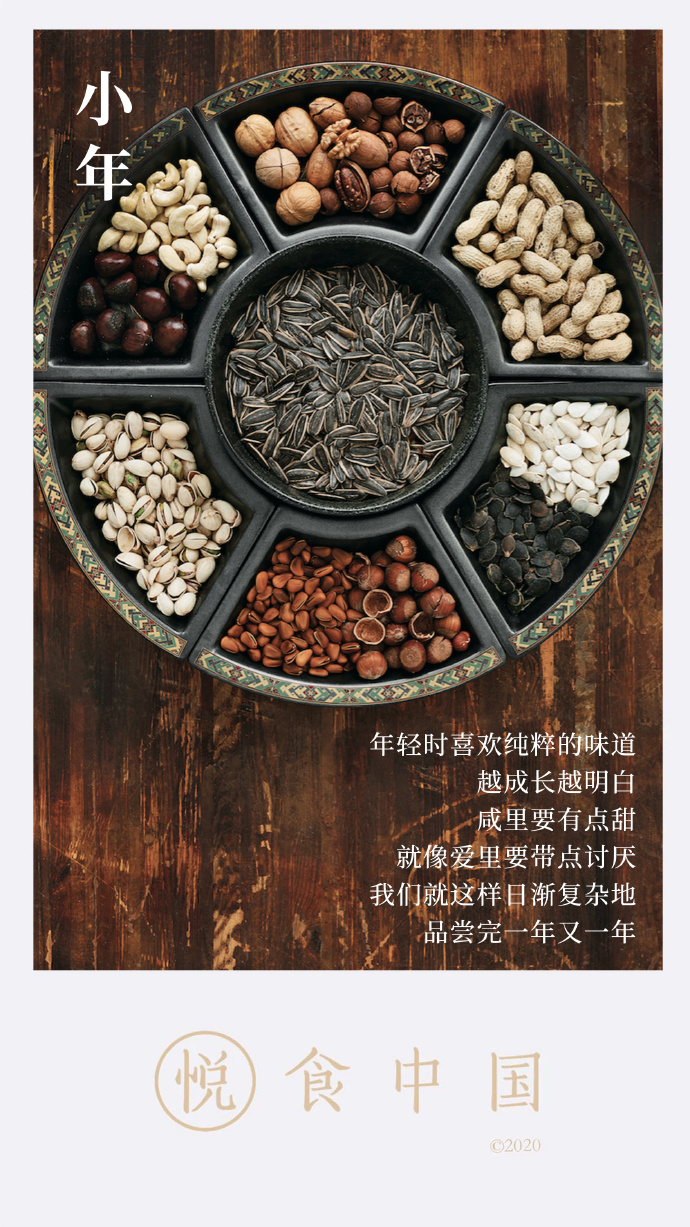 小年
年轻时喜欢纯粹的味道
越成长越明白
咸里要有点甜
就像爱里要带点讨厌
我们就这样日渐复杂地
品尝完一年又一年
悦食中国
©2020